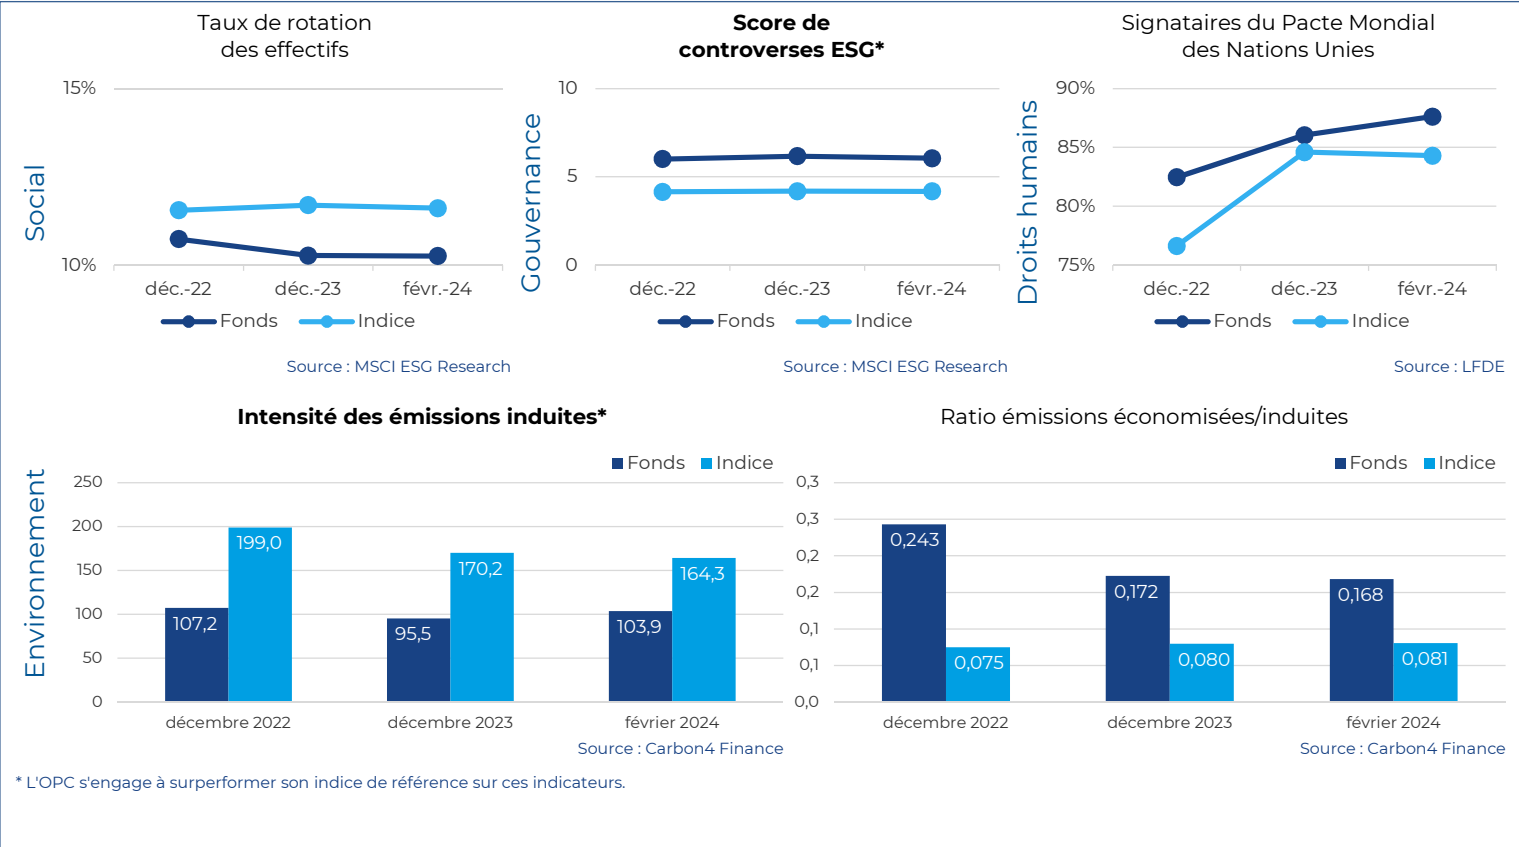 Taux de rotation
des effectifs
Social
15%
10%
déc.-22 déc.-23 févr.-24
Fonds Indice
Source : MSCI ESG Research
Score de
controverses ESG*
Gouvernance
10
5
0
déc.-22 déc.-23 févr.-24
Fonds Indice
Source : MSCI ESG Research
Signataires du Pacte Mondial
des Nations Unies
Droits humains
90%
85%
80%
75%
déc.-22 déc.-23 févr.-24
Fonds Indice
Source : LFDE
Intensité des émissions induites*
Environnement
Fonds Indice
250
200
150
100
50
0
107,2 199,0
95,5 170,2
103,9 164,3
décembre 2022 décembre 2023 février 2024
Source : Carbon4 Finance
Ratio émissions économisées/induites
Fonds Indice
0,3
0,3
0,2
0,2
0,1
0,1
0,0
0,243 0,075
0,172 0,080
0,168 0,081
décembre 2022 décembre 2023 février 2024
Source : Carbon4 Finance
* L'OPC s'engage à surperformer son indice de référence sur ces indicateurs.